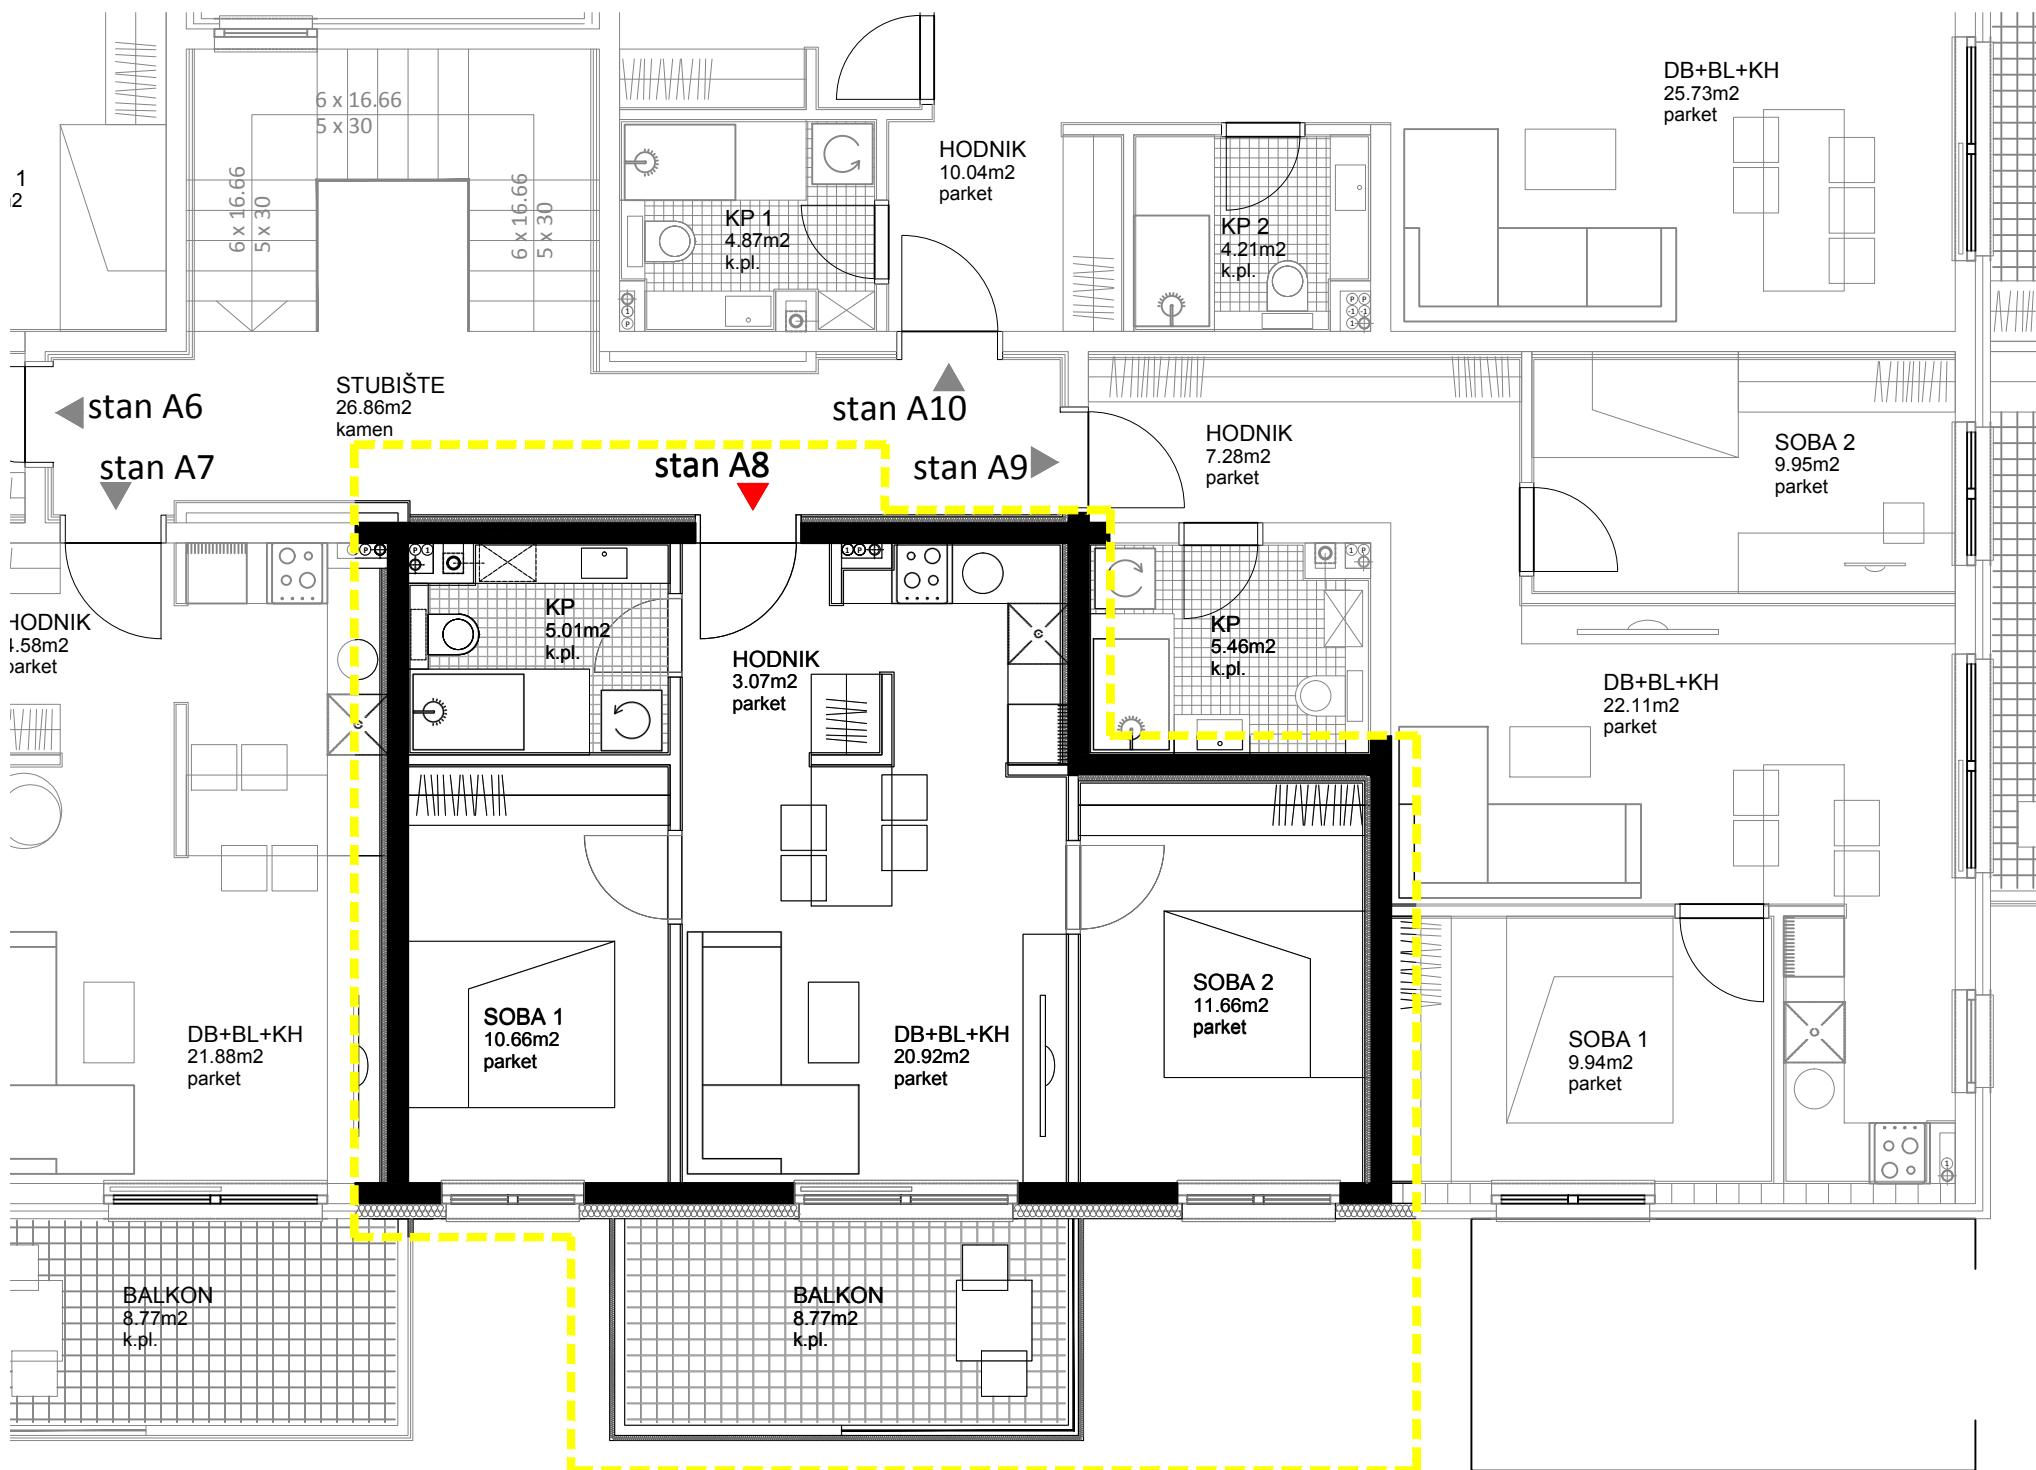 6 x 16.66
5 x 30
6 x 16.66
5 x 30
6 x 16.66
5 x 30
1
KP 1
4.87m2
k.pl.
HODNIK
10.04m2
parket
KP 2
4.21m2
k.pl.
DB+BL+KH
25.73m2
parket
STUBIŠTE
26.86m2
kamen
stan A6
stan A7
stan A8
stan A10
stan A9
HODNIK
7.28m2
parket
SOBA 2
9.95m2
parket
HODNIK
4.58m2
parket
KP
5.01m2
k.pl.
HODNIK
3.07m2
parket
KP
5.46m2
k.pl.
DB+BL+KH
22.11m2
parket
DB+BL+KH
21.88m2
parket
SOBA 1
10.66m2
parket
DB+BL+KH
20.92m2
parket
SOBA 2
11.66m2
parket
SOBA 1
9.94m2
parket
BALKON
8.77m2
k.pl.
BALKON
8.77m2
k.pl.